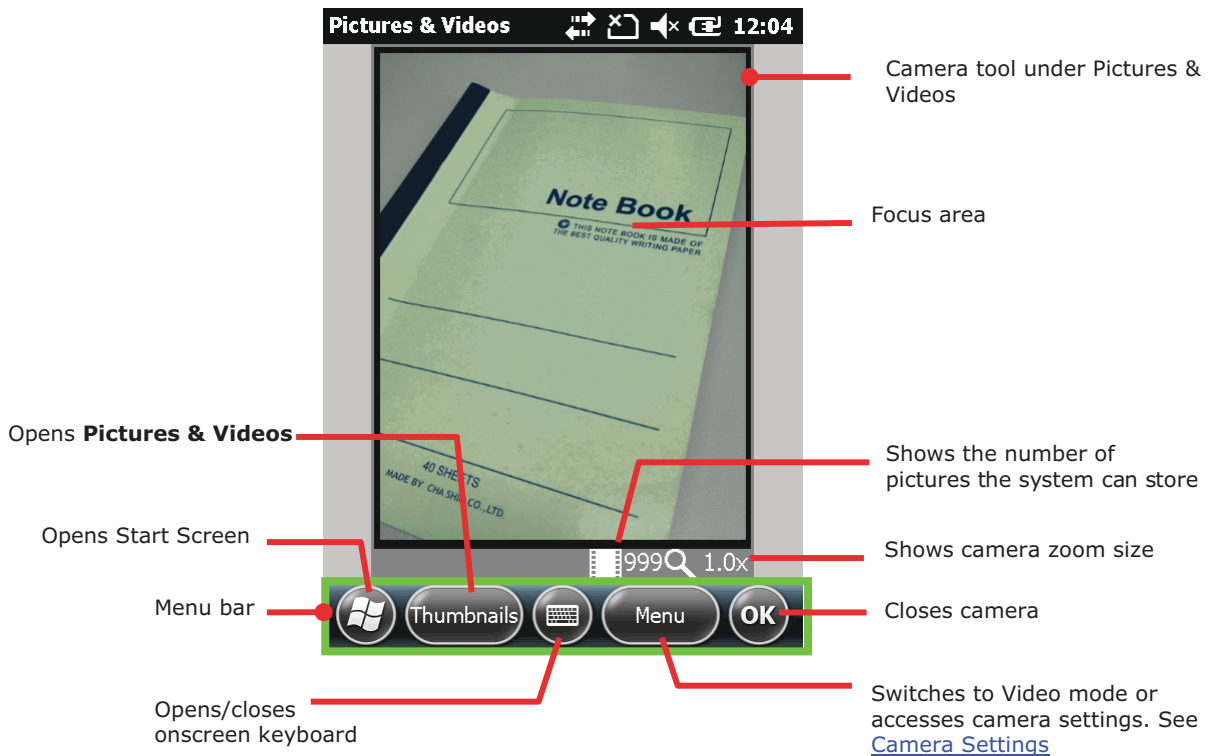 Pictures & Videos 12:04
Camera tool under Pictures &
Videos
Note Book
THIS NOTE BOOK IS MADE OF
THE BEST QUALITY WRITING PAPER
Focus area
Opens Pictures & Videos
40 SHEETS
MADE BY CHA SHIN CO.,LTD.
Shows the number of
pictures the system can store
Opens Start Screen
999 1.0x
Shows camera zoom size
Menu bar
Thumbnails Menu OK
Closes camera
Opens/closes
onscreen keyboard
Switches to Video mode or
accesses camera settings. See
Camera Settings